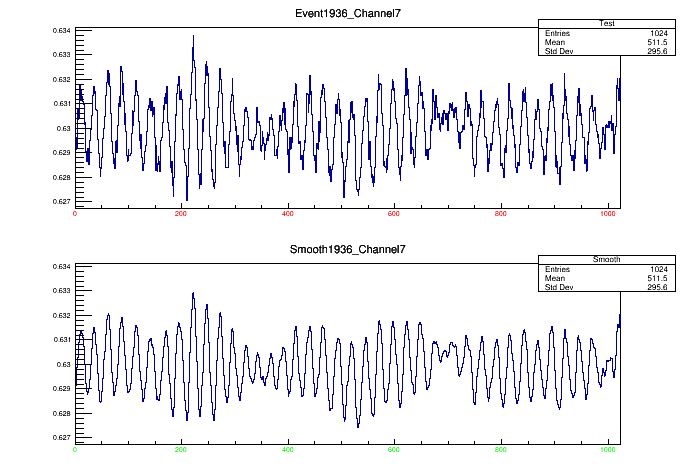 Event1936_Channel7
Test
Entries 1024
Mean 511.5
Std Dev 295.6
0.634
0.633
0.632
0.631
0.63
0.629
0.628
0.627
0 200 400 600 800 1000
Smooth1936_Channel7
Smooth
Entries 1024
Mean 511.5
Std Dev 295.6
0.634
0.633
0.632
0.631
0.63
0.629
0.628
0.627
0 200 400 600 800 1000